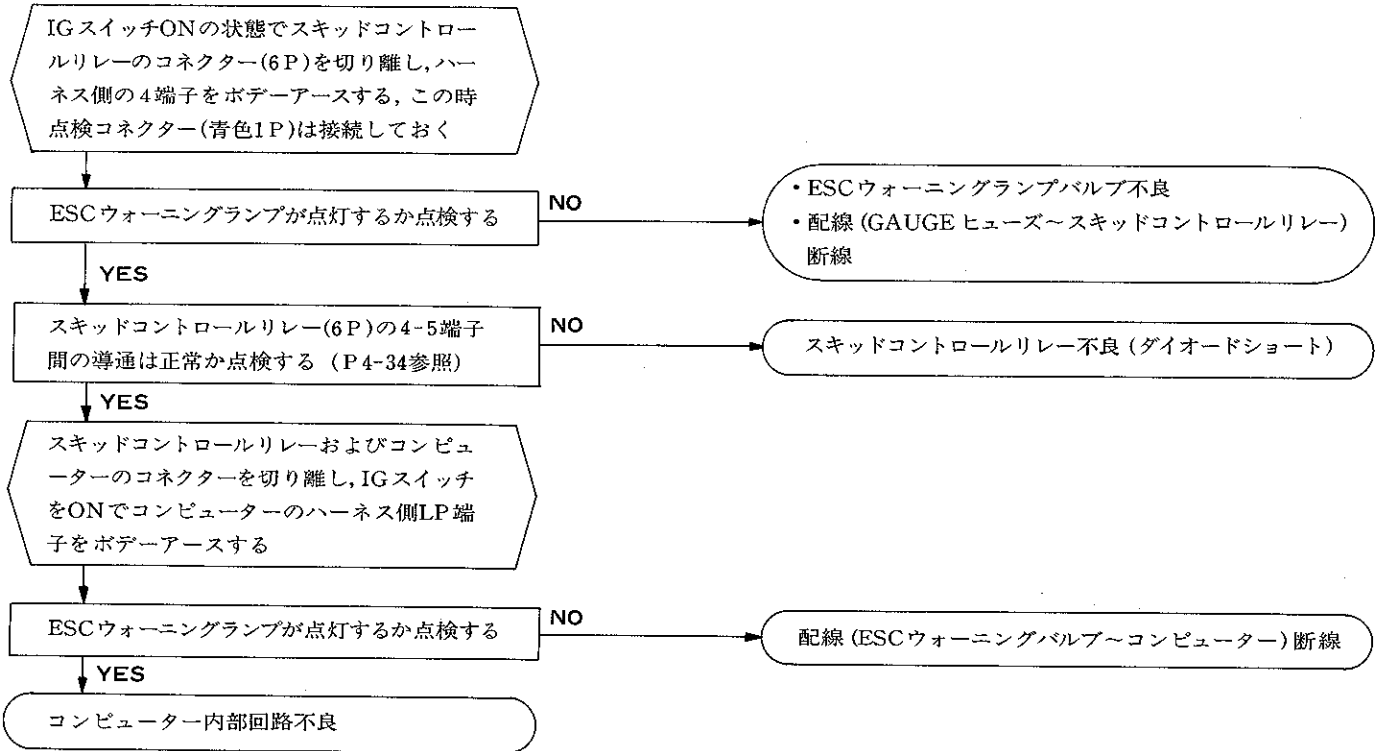 IGスイッチONの状態でスキッドコントロー
ルリレーのコネクター(6P)を切り離し,ハー
ネス側の4端子をボデーアースする, この時
点検コネクター(青色1P)は接続しておく
ESCウォーニングランプが点灯するか点検する
NO
・ESCウォーニングランプバルブ不良
・配線 (GAUGE ヒューズ～スキッドコントロールリレー)
断線
YES
スキッドコントロールリレー(6P)の4-5端子
間の導通は正常か点検する (P4-34参照)
NO
スキッドコントロールリレー不良 (ダイオードショート)
YES
スキッドコントロールリレーおよびコンピュ
ーターのコネクターを切り離し, IGスイッチ
をONでコンピューターのハーネス側LP端
子をボデーアースする
ESCウォーニングランプが点灯するか点検する
NO
配線 (ESCウォーニングバルブ～コンピューター) 断線
YES
コンピューター内部回路不良